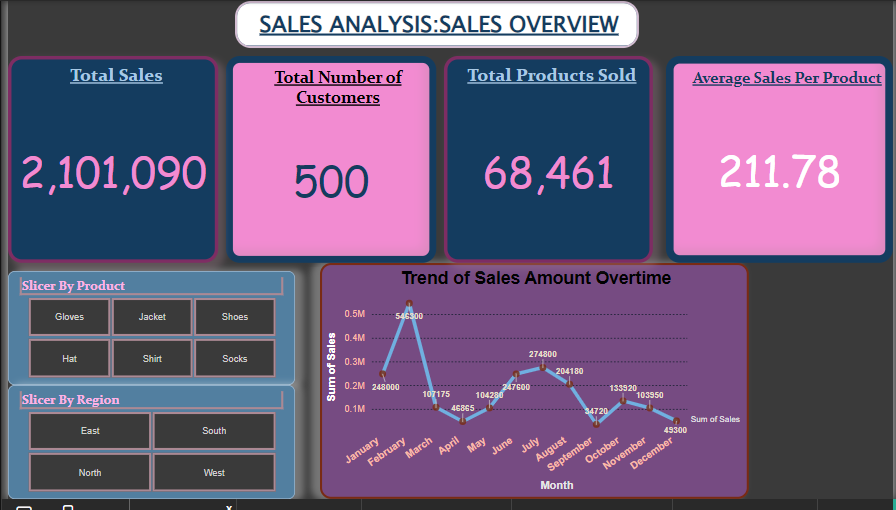 SALES ANALYSIS:SALES OVERVIEW
Total Sales
2,101,090
Total Number of
Customers
500
Total Products Sold
68,461
Average Sales Per Product
211.78
Slicer By Product
Gloves
Jacket
Shoes
Hat
Shirt
Socks
Slicer By Region
East
South
North
West
Trend of Sales Amount Overtime
Sum of Sales
0.5M
0.4M
0.3M
0.2M
0.1M
248000
546300
107175
46865
104280
247600
274800
204180
34720
133920
103950
49300
Sum of Sales
January
February
March
April
May
June
July
August
September
October
November
December
Month